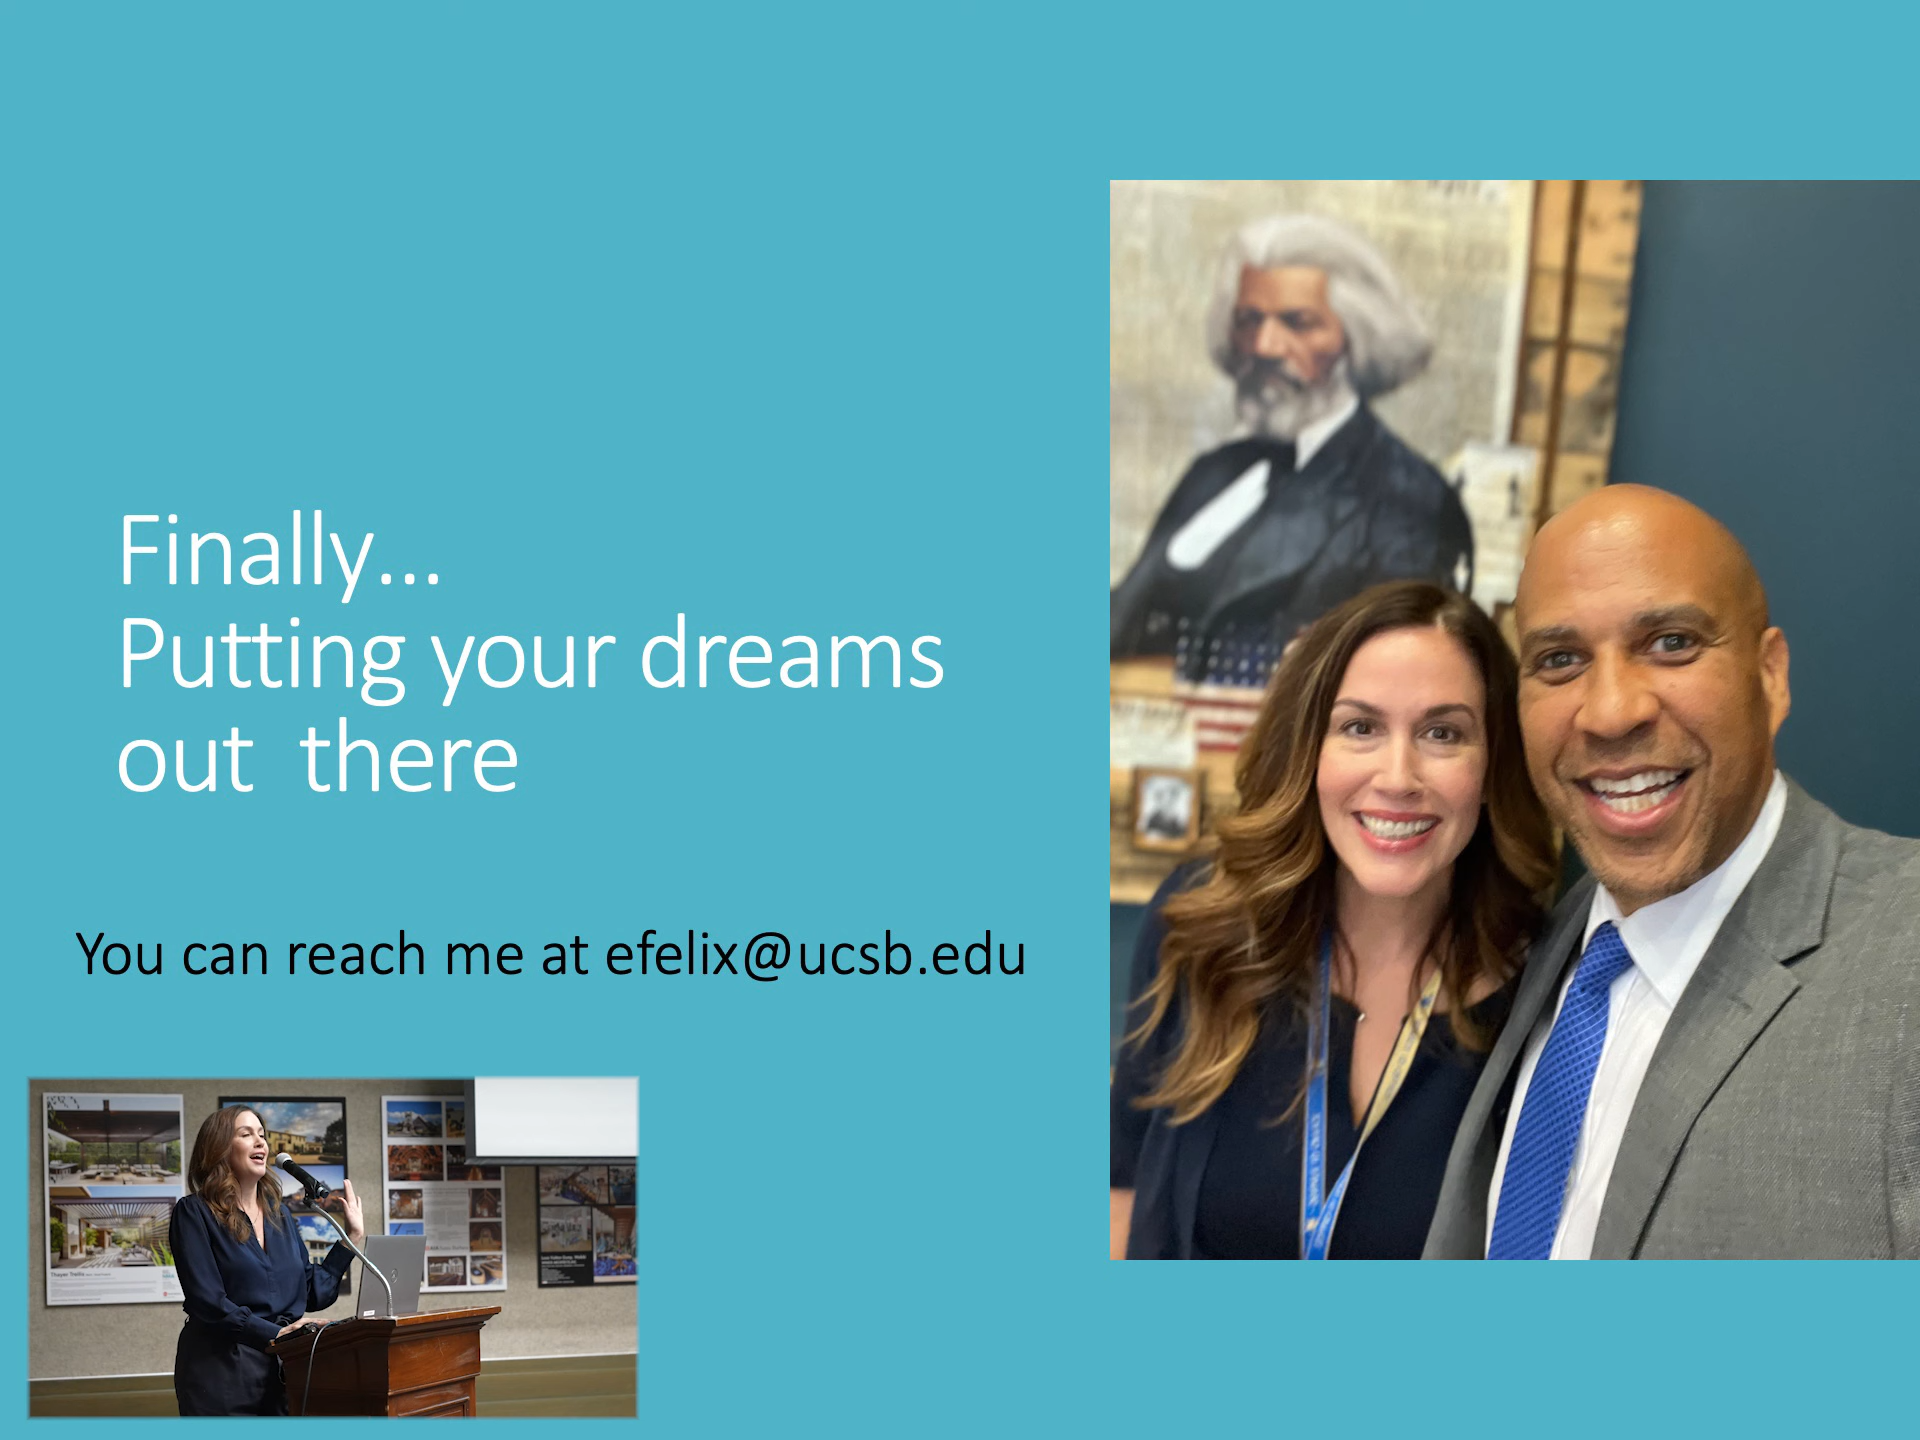 Finally...
Putting your dreams
out  there
You can reach me at efelix@ucsb.edu